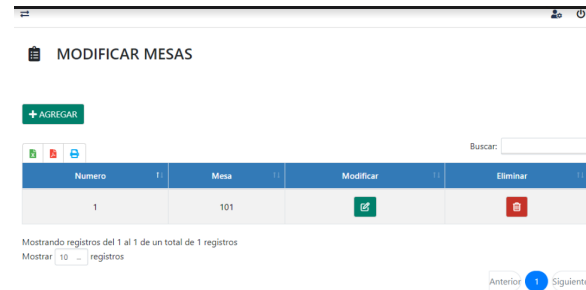 MODIFICAR MESAS
AGREGAR
Buscar:
Numero Mesa Modificar Eliminar
1 101
Mostrando registros del 1 al 1 de un total de 1 registros
Mostrar 10 registros
Anterior 1 Siguiente